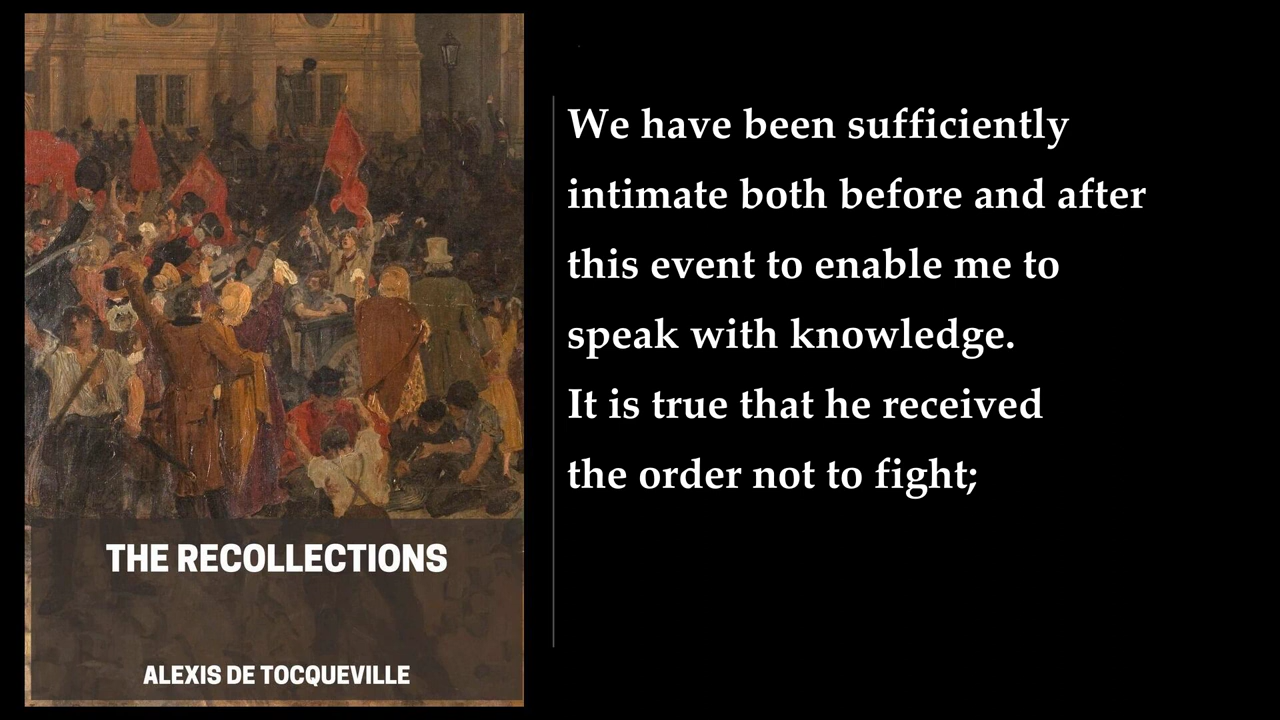 THE RECOLLECTIONS
ALEXIS DE TOCQUEVILLE
We have been sufficiently
intimate both before and after
this event to enable me to
speak with knowledge.
It is true that he received
the order not to fight;